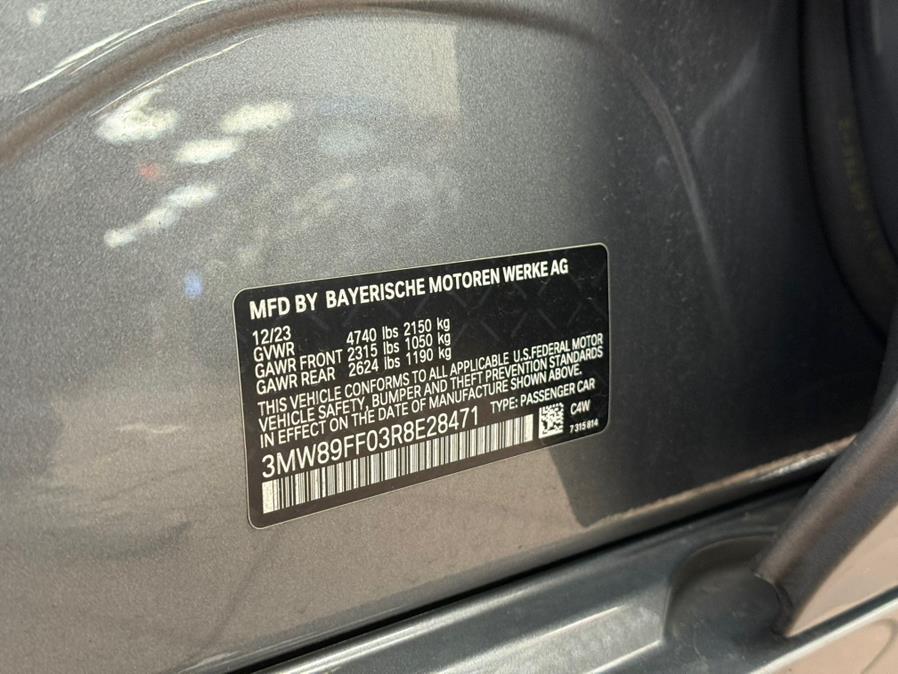 MFD BY BAYERISCHE MOTOREN WERKE AG
12/23
GVWR 4740 lbs 2150 kg
GAWR FRONT 2315 lbs 1050 kg
GAWR REAR 2624 lbs 1190 kg
THIS VEHICLE CONFORMS TO ALL APPLICABLE U.S.FEDERAL MOTOR
VEHICLE SAFETY, BUMPER AND THEFT PREVENTION STANDARDS
IN EFFECT ON THE DATE OF MANUFACTURE SHOWN ABOVE.
TYPE: PASSENGER CAR
3MW89FF03R8E28471
C4W
7 315 814